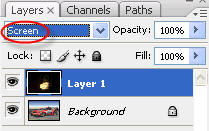 Layers × Channels Paths
Screen Opacity: 100%
Lock: Fill: 100%
Layer 1
Background